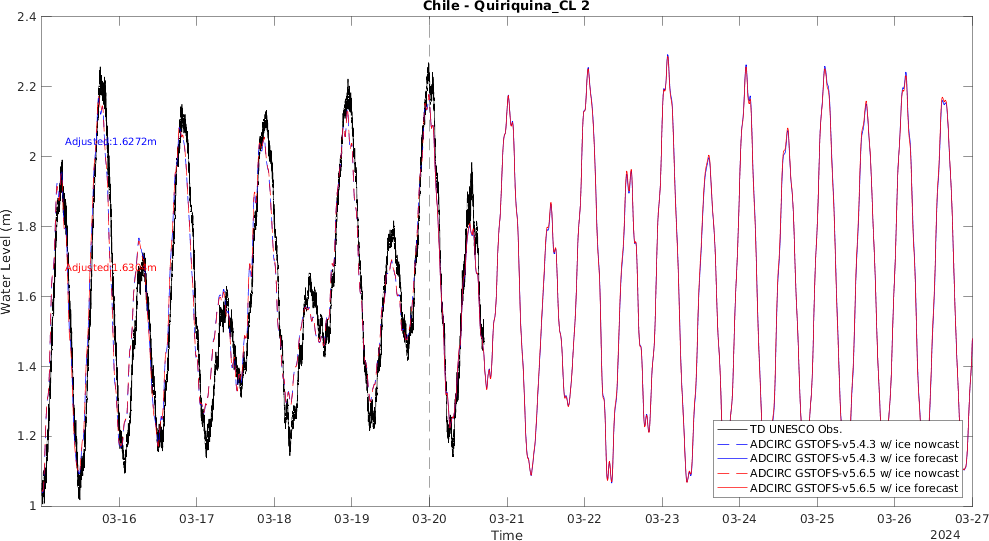 Chile - Quiriquina_CL 2
Water Level (m)
2.4
2.2
2
1.8
1.6
1.4
1.2
1
Adjusted:1.6272m
03-16
03-17
03-18
03-19
03-20
03-21
03-22
03-23
03-24
03-25
03-26
03-27
Time
2024
TD UNESCO Obs.
ADCIRC GSTOFS-v5.4.3 w/ ice nowcast
ADCIRC GSTOFS-v5.4.3 w/ ice forecast
ADCIRC GSTOFS-v5.6.5 w/ ice nowcast
ADCIRC GSTOFS-v5.6.5 w/ ice forecast